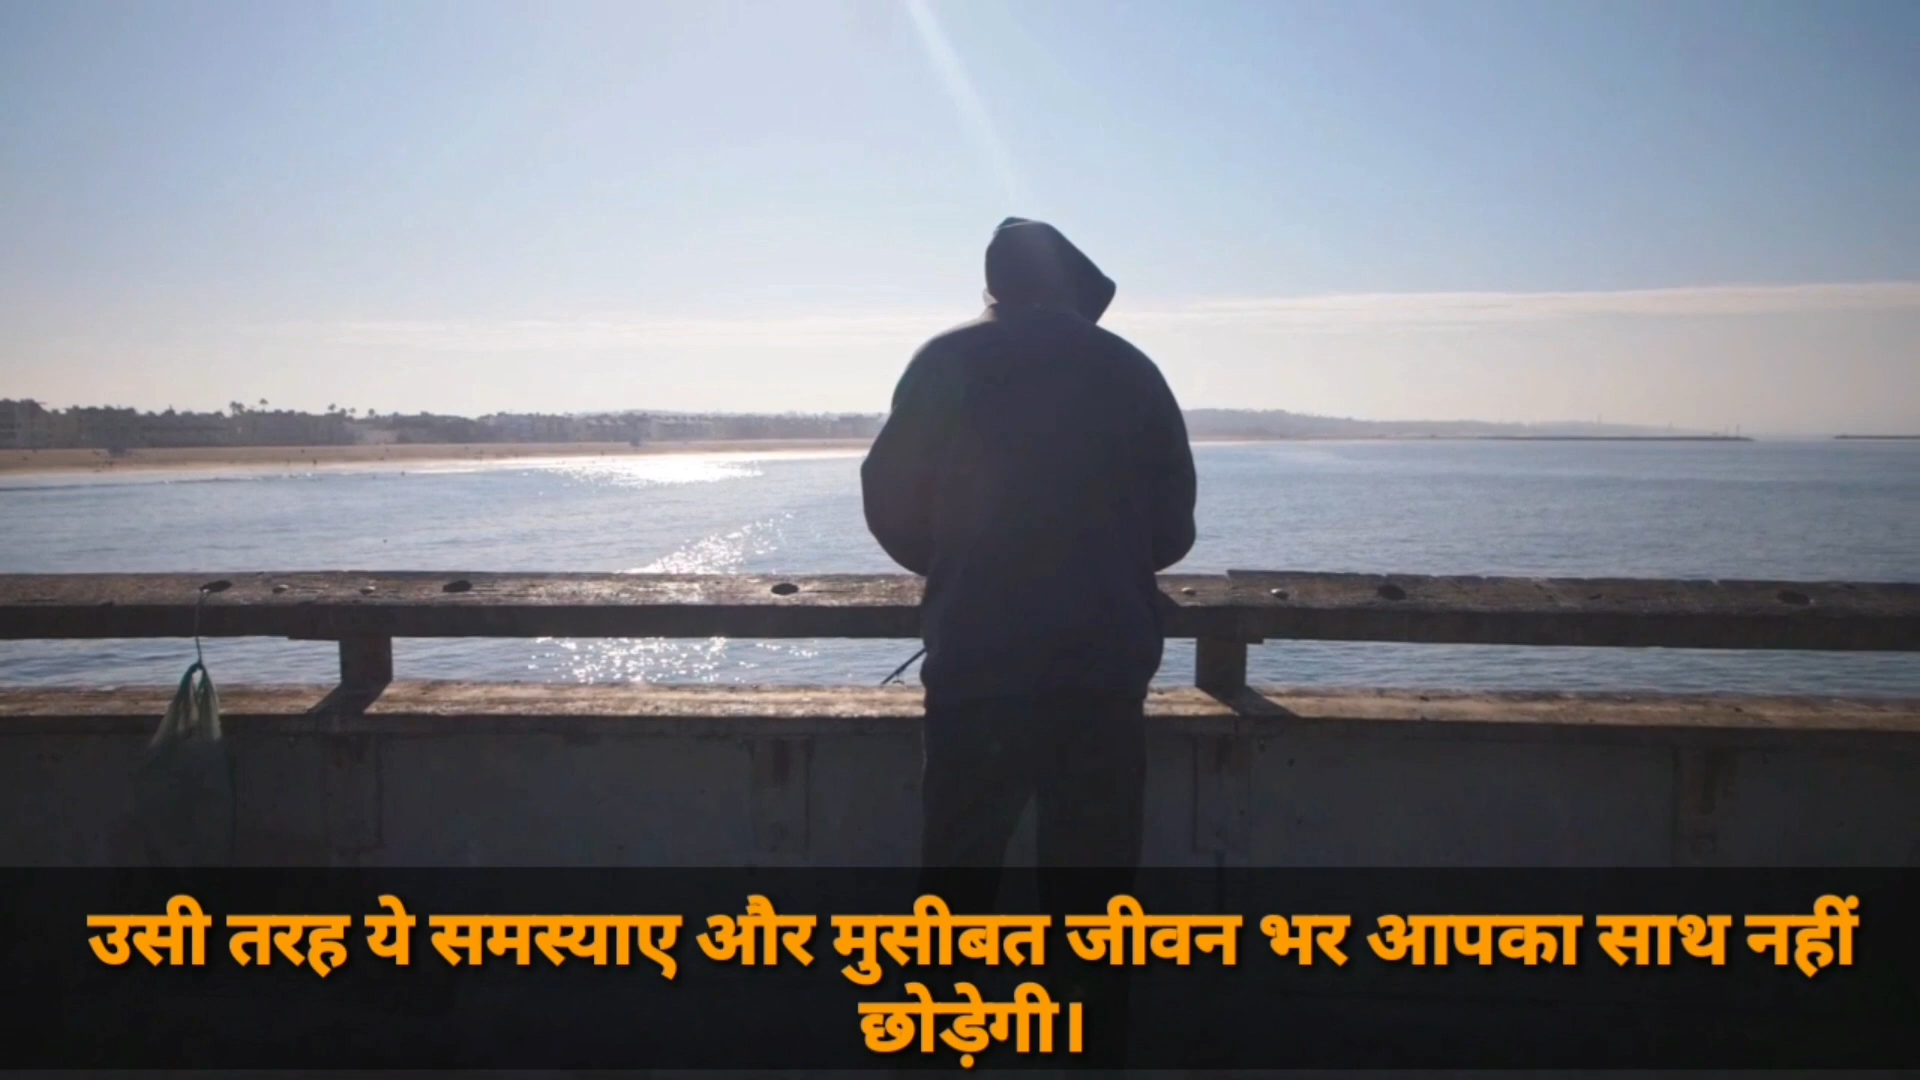 उसी तरह ये समस्याए और मुसीबत जीवन भर आपका साथ नहीं
छोड़ेगी।